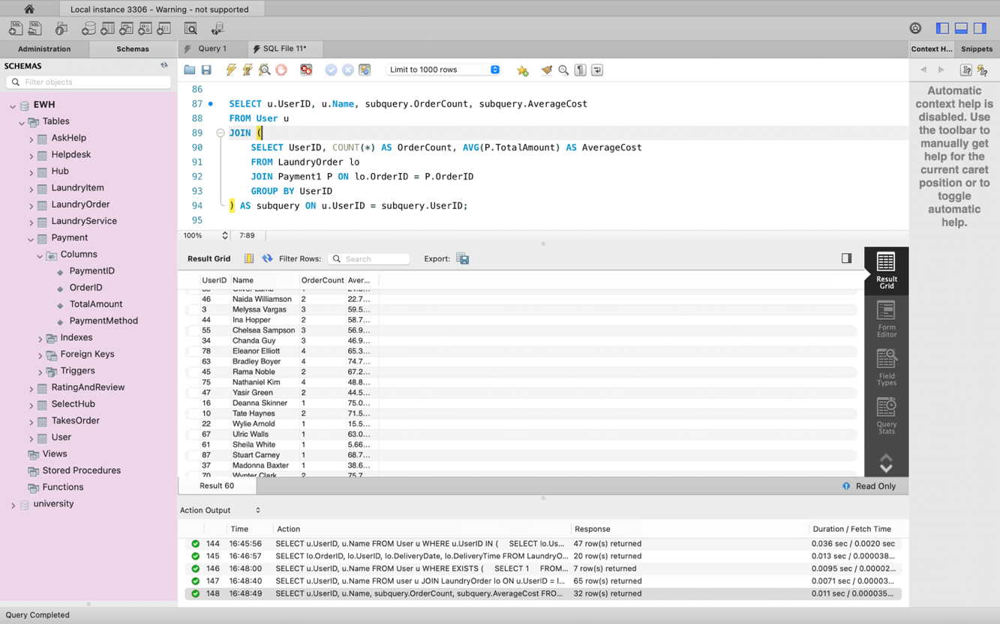 Local instance 3306 - Warning - not supported
Administration Schemas
Query 1 SQL File 11*
Context H... Snippets
SCHEMAS
Filter objects
EWH
Tables
AskHelp
Helpdesk
Hub
LaundryItem
LaundryOrder
LaundryService
Payment
Columns
PaymentID
OrderID
TotalAmount
PaymentMethod
Indexes
Foreign Keys
Triggers
RatingAndReview
SelectHub
TakesOrder
User
Views
Stored Procedures
Functions
university
Limit to 1000 rows
86
87 SELECT u.UserID, u.Name, subquery.OrderCount, subquery.AverageCost
88 FROM User u
89 JOIN (
90 SELECT UserID, COUNT(*) AS OrderCount, AVG(P.TotalAmount) AS AverageCost
91 FROM LaundryOrder lo
92 JOIN Payment1 P ON lo.OrderID = P.OrderID
93 GROUP BY UserID
94 ) AS subquery ON u.UserID = subquery.UserID;
95
100% 7:89
Result Grid Filter Rows: Search Export:
UserID Name OrderCount Aver...
46 Naida Williamson 2 22.7...
3 Melyssa Vargas 3 59.5...
44 Ina Hopper 2 58.7...
55 Chelsea Sampson 3 56.9...
34 Chanda Guy 3 46.9...
78 Eleanor Elliott 4 65.3...
63 Bradley Boyer 4 74.7...
45 Rama Noble 2 67.2...
75 Nathaniel Kim 4 48.8...
47 Yasir Green 2 44.5...
16 Deanna Skinner 1 75.0...
10 Tate Haynes 2 71.5...
22 Wylie Arnold 1 15.5...
67 Ulric Walls 1 63.0...
61 Sheila White 1 5.66...
87 Stuart Carney 1 68.7...
37 Madonna Baxter 1 38.6...
70 Wynter Clark 2 75.7
Result Grid
Form Editor
Field Types
Query Stats
Result 60
Read Only
Action Output
Time Action Response Duration / Fetch Time
144 16:45:56 SELECT u.UserID, u.Name FROM User u WHERE u.UserID IN ( SELECT lo.Us... 47 row(s) returned 0.036 sec / 0.0020 sec
145 16:46:57 SELECT lo.OrderID, lo.UserID, lo.DeliveryDate, lo.DeliveryTime FROM LaundryO... 20 row(s) returned 0.013 sec / 0.000038...
146 16:48:00 SELECT u.UserID, u.Name FROM User u WHERE EXISTS ( SELECT 1 FROM... 7 row(s) returned 0.0095 sec / 0.00002...
147 16:48:40 SELECT u.UserID, u.Name FROM user u JOIN LaundryOrder lo ON u.userID = l... 65 row(s) returned 0.0071 sec / 0.00003...
148 16:48:49 SELECT u.UserID, u.Name, subquery.OrderCount, subquery.AverageCost FRO... 32 row(s) returned 0.011 sec / 0.000035...
Automatic
context help is
disabled. Use
the toolbar to
manually get
help for the
current caret
position or to
toggle
automatic
help.
Query Completed